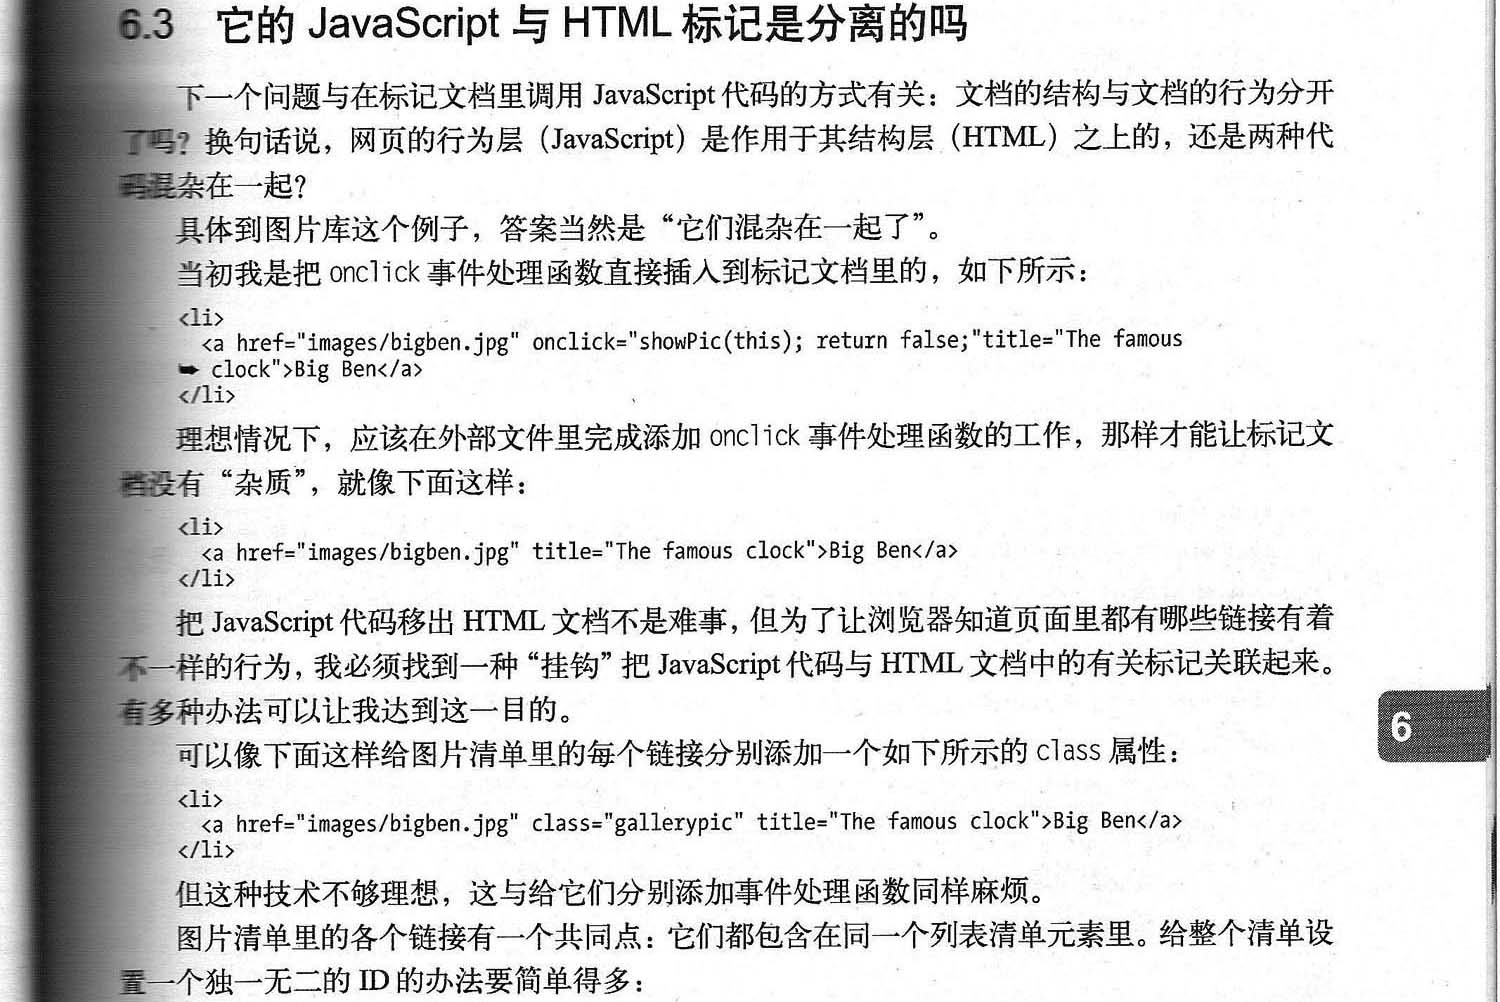 6.3 它的 JavaScript 与 HTML 标记是分离的吗
下一个问题与在标记文档里调用 JavaScript 代码的方式有关：文档的结构与文档的行为分开
了吗？换句话说，网页的行为层（JavaScript）是作用于其结构层（HTML）之上的，还是两种代
码混杂在一起？
具体到图片库这个例子，答案当然是“它们混杂在一起了”。
当初我是把 onclick 事件处理函数直接插入到标记文档里的，如下所示：
<li>
<a href="images/bigben.jpg" onclick="showPic(this); return false;"title="The famous
➥ clock">Big Ben</a>
</li>
理想情况下，应该在外部文件里完成添加 onclick 事件处理函数的工作，那样才能让标记文
档没有“杂质”，就像下面这样：
<li>
<a href="images/bigben.jpg" title="The famous clock">Big Ben</a>
</li>
把 JavaScript 代码移出 HTML 文档不是难事，但为了让浏览器知道页面里都有哪些链接有着
不一样的行为，我必须找到一种“挂钩”把 JavaScript 代码与 HTML 文档中的有关标记关联起来。
有多种办法可以让我达到这一目的。
6
可以像下面这样给图片清单里的每个链接分别添加一个如下所示的 class 属性：
<li>
<a href="images/bigben.jpg" class="gallerypic" title="The famous clock">Big Ben</a>
</li>
但这种技术不够理想，这与给它们分别添加事件处理函数同样麻烦。
图片清单里的各个链接有一个共同点：它们都包含在同一个列表清单元素里。给整个清单设
置一个独一无二的 ID 的办法要简单得多：